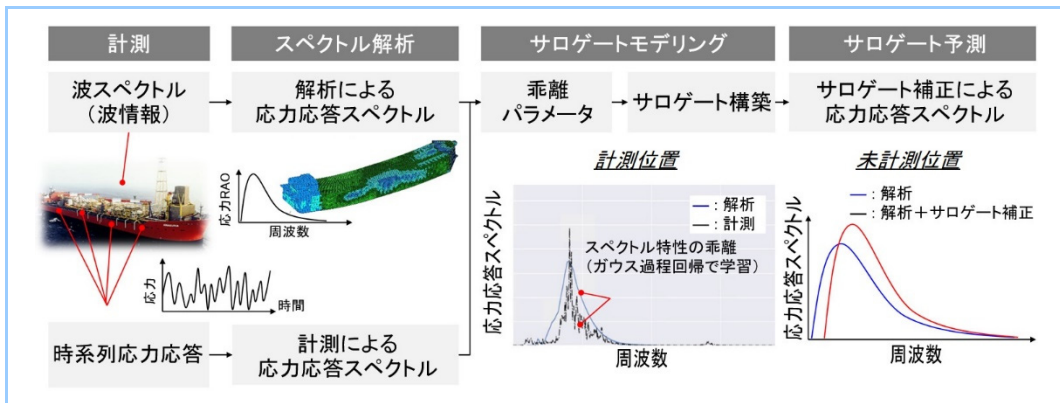 計測
スペクトル解析
サロゲートモデリング
サロゲート予測
波スペクトル
（波情報）
解析による
応力応答スペクトル
乖離
パラメータ
サロゲート構築
サロゲート補正による
応力応答スペクトル
応力RAO
周波数
応力
時間
時系列応力応答
計測による
応力応答スペクトル
計測位置
応力応答スペクトル
：解析
：計測
スペクトル特性の乖離
（ガウス過程回帰で学習）
周波数
未計測位置
応力応答スペクトル
：解析
：解析＋サロゲート補正
周波数